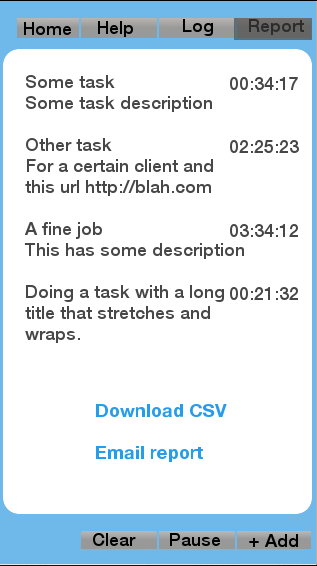 Home Help Log Report
Some task 00:34:17
Some task description
Other task 02:25:23
For a certain client and
this url http://blah.com
A fine job 03:34:12
This has some description
Doing a task with a long 00:21:32
title that stretches and
wraps.
Download CSV
Email report
Clear Pause + Add